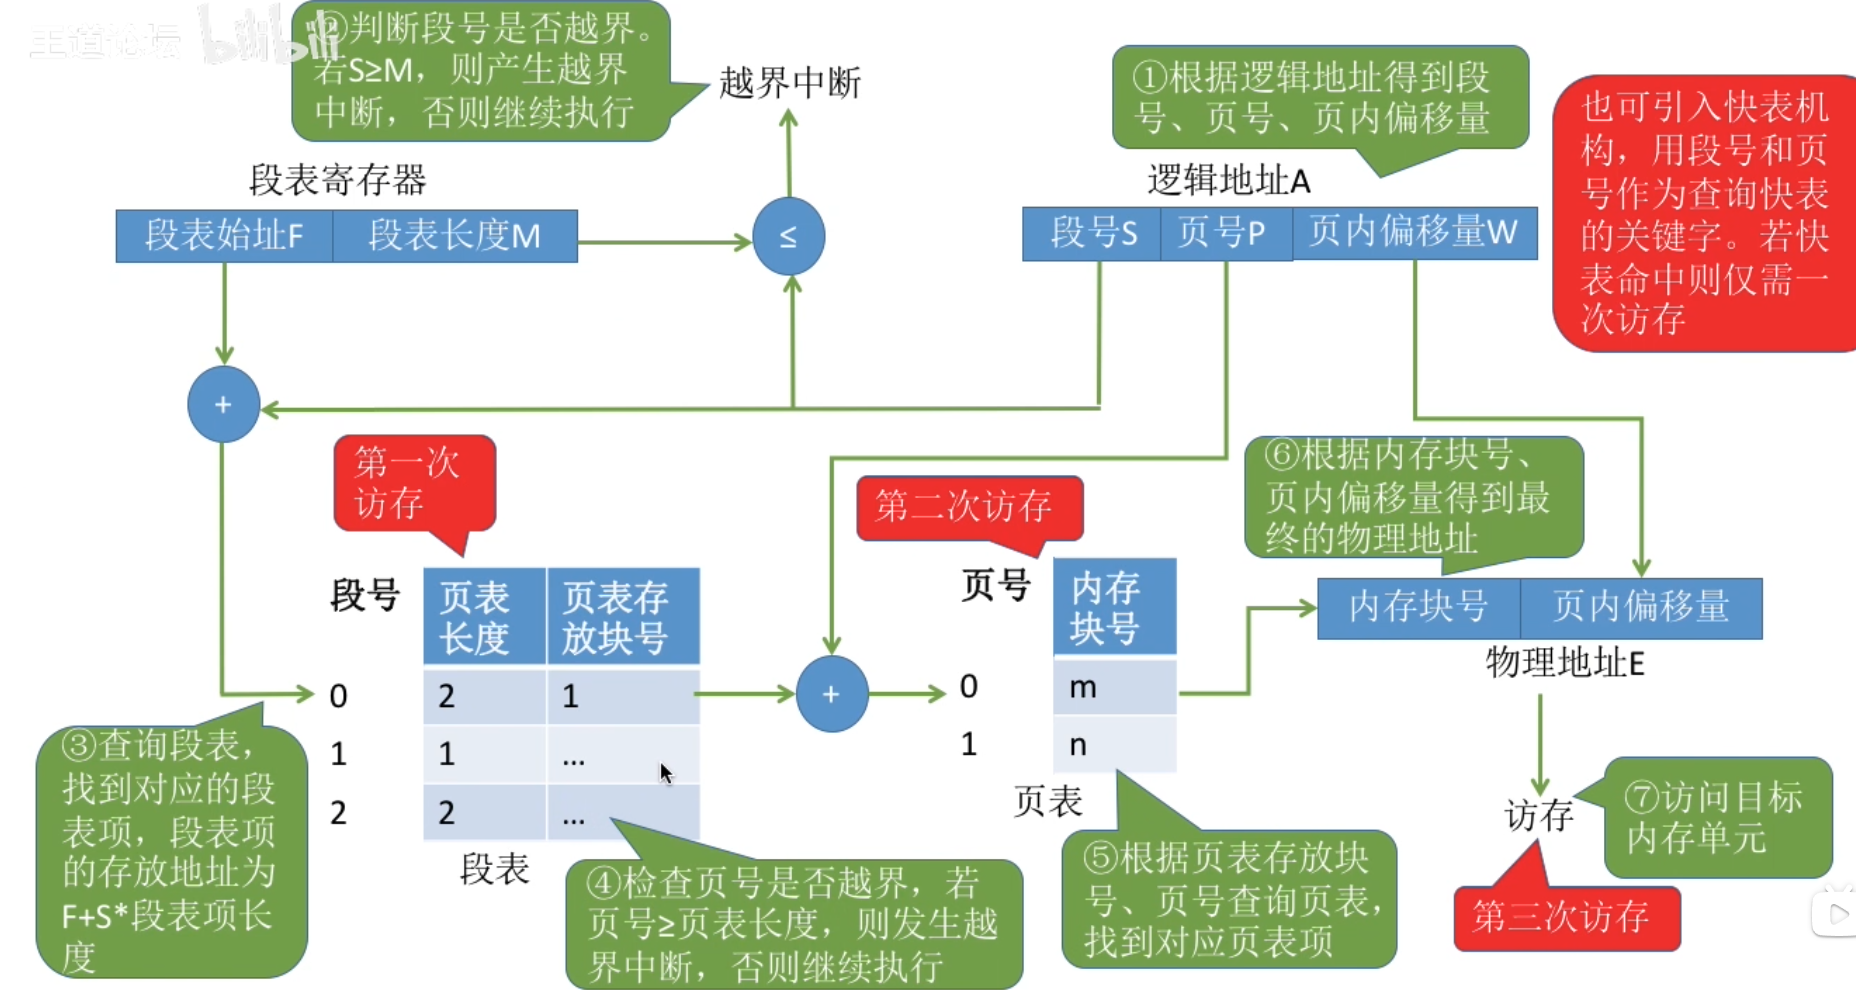 王道论坛 bilibili
②判断段号是否越界。
若S≥M，则产生越界
中断，否则继续执行
越界中断
①根据逻辑地址得到段
号、页号、页内偏移量
也可引入快表机
构，用段号和页
号作为查询快表
的关键字。若快
表命中则仅需一
次访存
段表寄存器
段表始址F 段表长度M
≤
逻辑地址A
段号S 页号P 页内偏移量W
+
第一次
访存
第二次访存
⑥根据内存块号、
页内偏移量得到最
终的物理地址
段号 页表长度 页表存放块号
0 2 1
1 1 ...
2 2 ...
段表
+
页号 内存块号
0 m
1 n
页表
内存块号 页内偏移量
物理地址E
访存
③查询段表，
找到对应的段
表项，段表项
的存放地址为
F+S*段表项长
度
④检查页号是否越界，若
页号≥页表长度，则发生越
界中断，否则继续执行
⑤根据页表存放块
号、页号查询页表，
找到对应页表项
⑦访问目标
内存单元
第三次访存